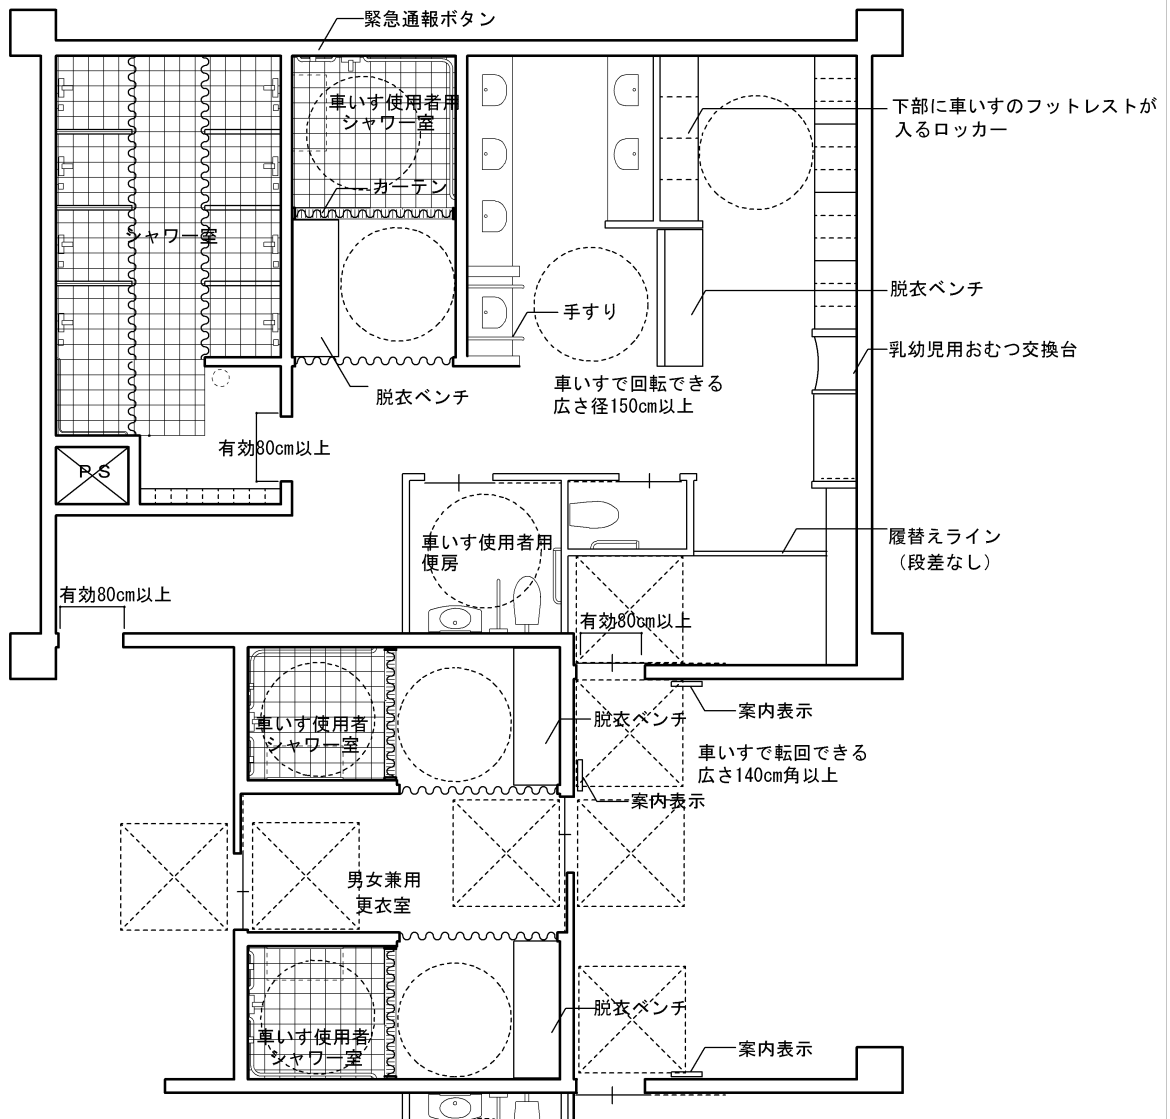 緊急通報ボタン
車いす使用者用
シャワー室
カーテン
シャワー室
下部に車いすのフットレストが
入るロッカー
脱衣ベンチ
手すり
乳幼児用おむつ交換台
車いすで回転できる
広さ径150cm以上
脱衣ベンチ
有効80cm以上
PS
車いす使用者用
便房
履替えライン
（段差なし）
有効80cm以上
有効80cm以上
車いす使用者
シャワー室
脱衣ベンチ
案内表示
車いすで転回できる
広さ140cm角以上
案内表示
男女兼用
更衣室
脱衣ベンチ
車いす使用者
シャワー室
案内表示